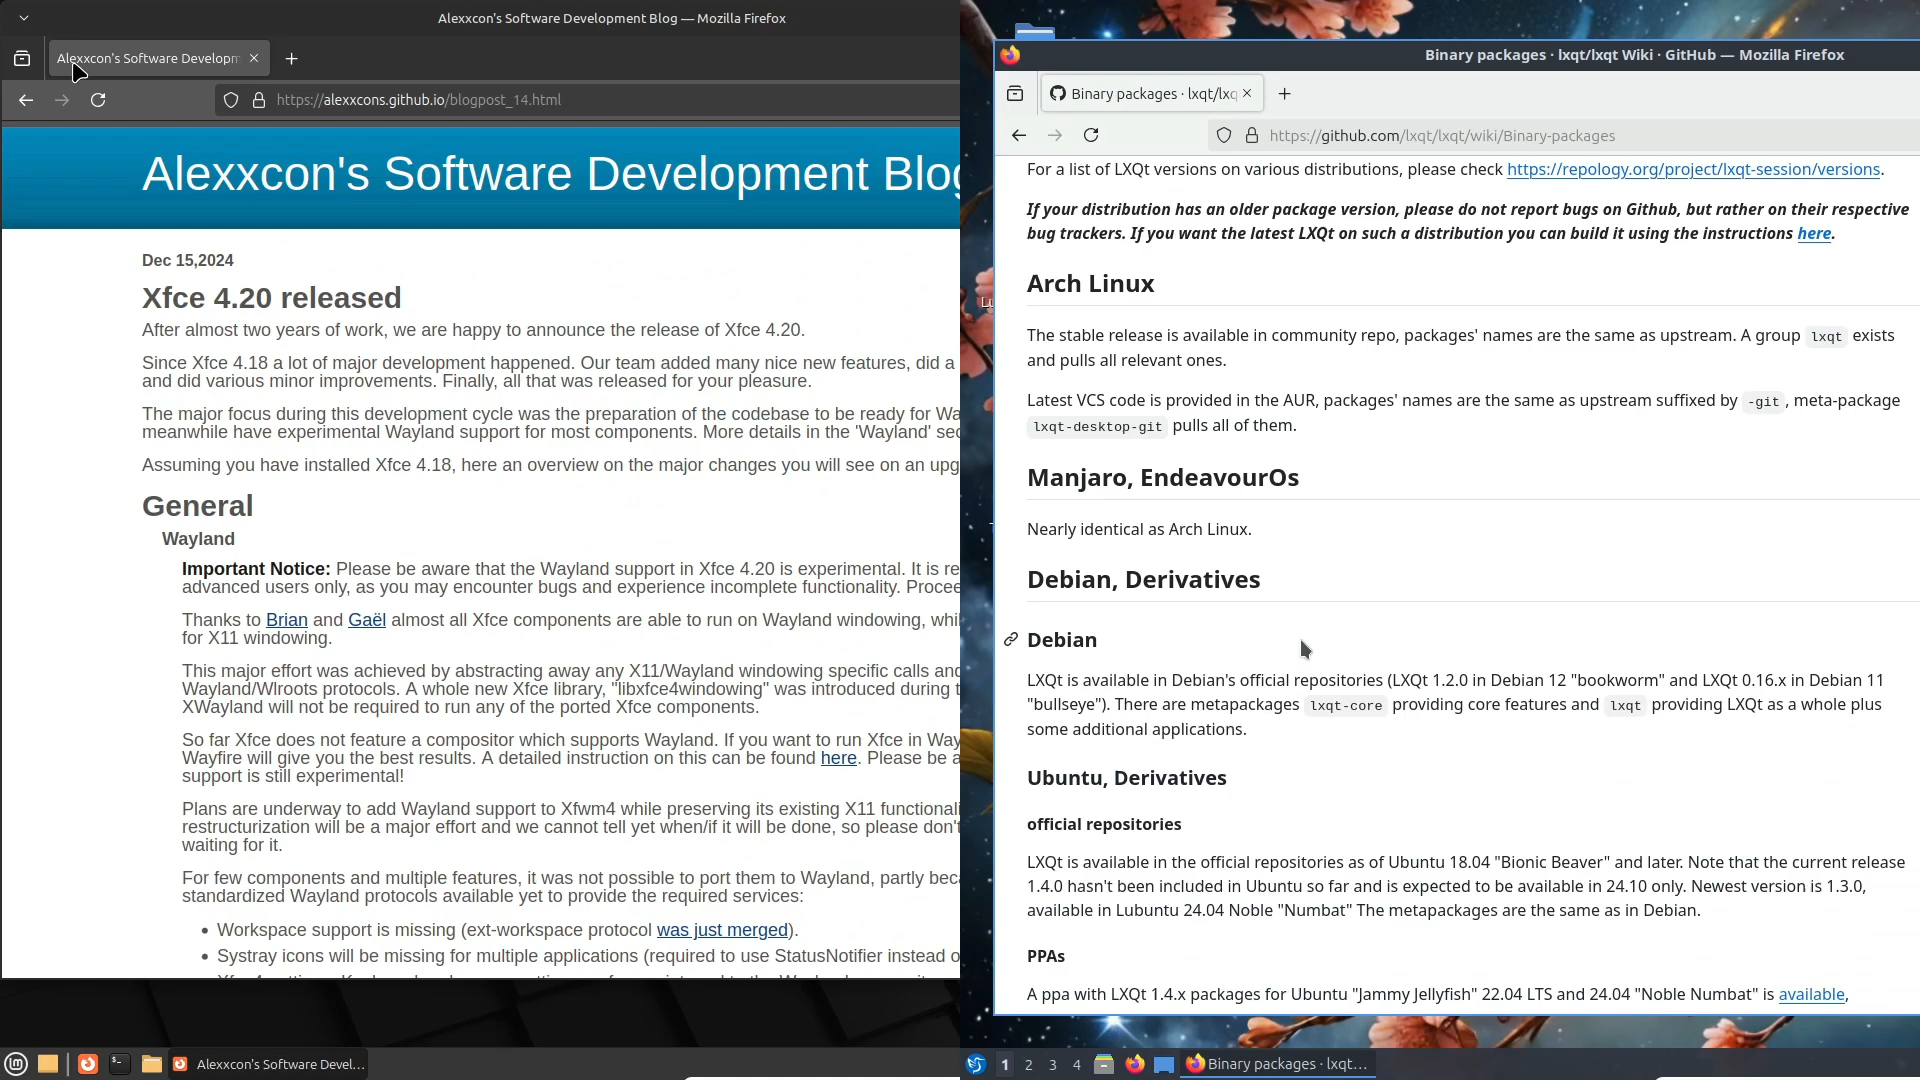 Alexxcon's Software Development Blog — Mozilla Firefox
Alexxcon's Software Developm
https://alexxcons.github.io/blogpost_14.html
Alexxcon's Software Development Blog
Dec 15,2024
Xfce 4.20 released
After almost two years of work, we are happy to announce the release of Xfce 4.20.
Since Xfce 4.18 a lot of major development happened. Our team added many nice new features, did a
and did various minor improvements. Finally, all that was released for your pleasure.
The major focus during this development cycle was the preparation of the codebase to be ready for Wa
meanwhile have experimental Wayland support for most components. More details in the 'Wayland' sec
Assuming you have installed Xfce 4.18, here an overview on the major changes you will see on an upg
General
Wayland
Important Notice: Please be aware that the Wayland support in Xfce 4.20 is experimental. It is re
advanced users only, as you may encounter bugs and experience incomplete functionality. Procee
Thanks to Brian and Gaël almost all Xfce components are able to run on Wayland windowing, whi
for X11 windowing.
This major effort was achieved by abstracting away any X11/Wayland windowing specific calls and
Wayland/Wlroots protocols. A whole new Xfce library, "libxfce4windowing" was introduced during t
XWayland will not be required to run any of the ported Xfce components.
So far Xfce does not feature a compositor which supports Wayland. If you want to run Xfce in Way
Wayfire will give you the best results. A detailed instruction on this can be found here. Please be a
support is still experimental!
Plans are underway to add Wayland support to Xfwm4 while preserving its existing X11 functionali
restructurization will be a major effort and we cannot tell yet when/if it will be done, so please don't
waiting for it.
For few components and multiple features, it was not possible to port them to Wayland, partly beca
standardized Wayland protocols available yet to provide the required services:
• Workspace support is missing (ext-workspace protocol was just merged).
• Systray icons will be missing for multiple applications (required to use StatusNotifier instead o
Alexxcon's Software Devel...
Binary packages · lxqt/lxqt Wiki · GitHub — Mozilla Firefox
Binary packages · lxqt/lxq
https://github.com/lxqt/lxqt/wiki/Binary-packages
For a list of LXQt versions on various distributions, please check https://repology.org/project/lxqt-session/versions.
If your distribution has an older package version, please do not report bugs on Github, but rather on their respective
bug trackers. If you want the latest LXQt on such a distribution you can build it using the instructions here.
Arch Linux
The stable release is available in community repo, packages' names are the same as upstream. A group lxqt exists
and pulls all relevant ones.
Latest VCS code is provided in the AUR, packages' names are the same as upstream suffixed by -git, meta-package
lxqt-desktop-git pulls all of them.
Manjaro, EndeavourOs
Nearly identical as Arch Linux.
Debian, Derivatives
Debian
LXQt is available in Debian's official repositories (LXQt 1.2.0 in Debian 12 "bookworm" and LXQt 0.16.x in Debian 11
"bullseye"). There are metapackages lxqt-core providing core features and lxqt providing LXQt as a whole plus
some additional applications.
Ubuntu, Derivatives
official repositories
LXQt is available in the official repositories as of Ubuntu 18.04 "Bionic Beaver" and later. Note that the current release
1.4.0 hasn't been included in Ubuntu so far and is expected to be available in 24.10 only. Newest version is 1.3.0,
available in Lubuntu 24.04 Noble "Numbat" The metapackages are the same as in Debian.
PPAs
A ppa with LXQt 1.4.x packages for Ubuntu "Jammy Jellyfish" 22.04 LTS and 24.04 "Noble Numbat" is available,
1 2 3 4
Binary packages · lxqt...